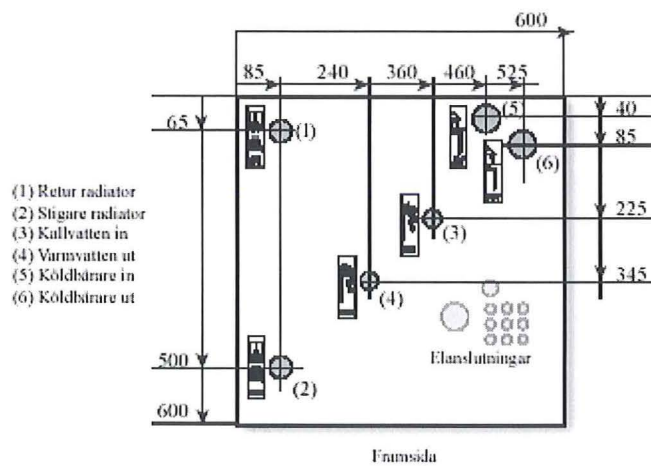 600
85 240 360 460 525
65 40
(5)
(1) 85
(6)
(1) Retur radiator
(2) Stigare radiator
(3) Kallvatten in 225
(3)
(4) Varmvatten ut
(5) Köldbärare in
(4) 345
(6) Köldbärare ut
Elanslutningar
500
(2)
600
Framsida